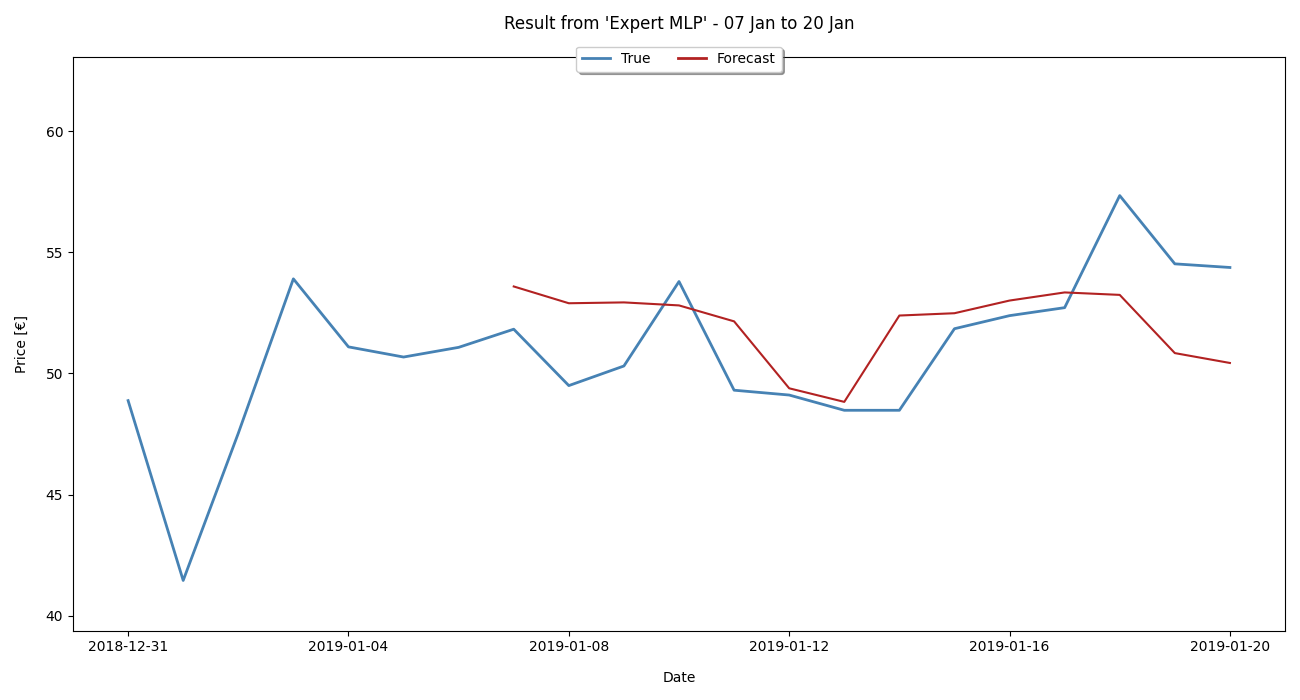 Result from 'Expert MLP' - 07 Jan to 20 Jan
True Forecast
60
55
50
45
40
Price [€]
2018-12-31 2019-01-04 2019-01-08 2019-01-12 2019-01-16 2019-01-20
Date